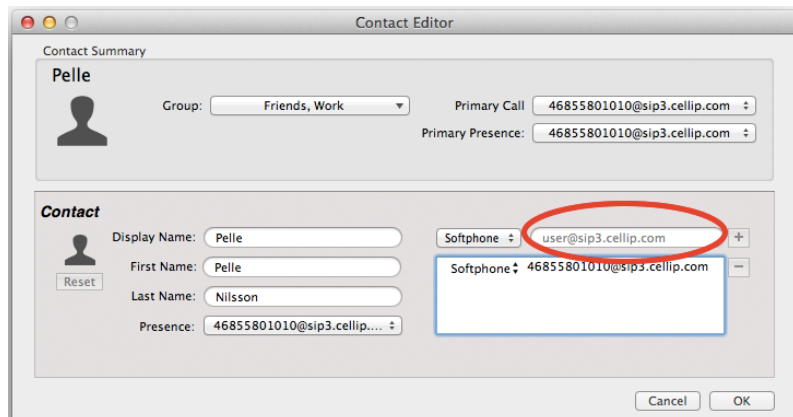 Contact Editor
Contact Summary
Pelle
Group: Friends, Work Primary Call 46855801010@sip3.cellip.com
Primary Presence: 46855801010@sip3.cellip.com
Contact
Display Name: Pelle Softphone user@sip3.cellip.com +
First Name: Pelle Softphone 46855801010@sip3.cellip.com −
Reset
Last Name: Nilsson
Presence: 46855801010@sip3.cellip....
Cancel OK